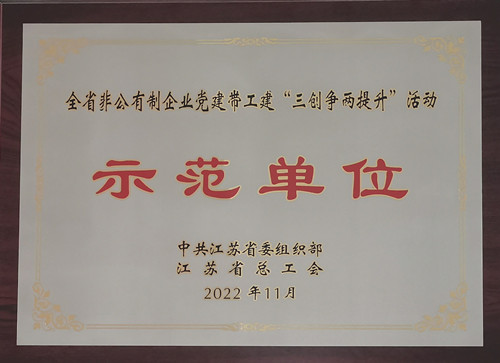 全省非公有制企业党建带工建“三创争两提升”活动
示范单位
中共江苏省委组织部
江苏省总工会
2022年11月